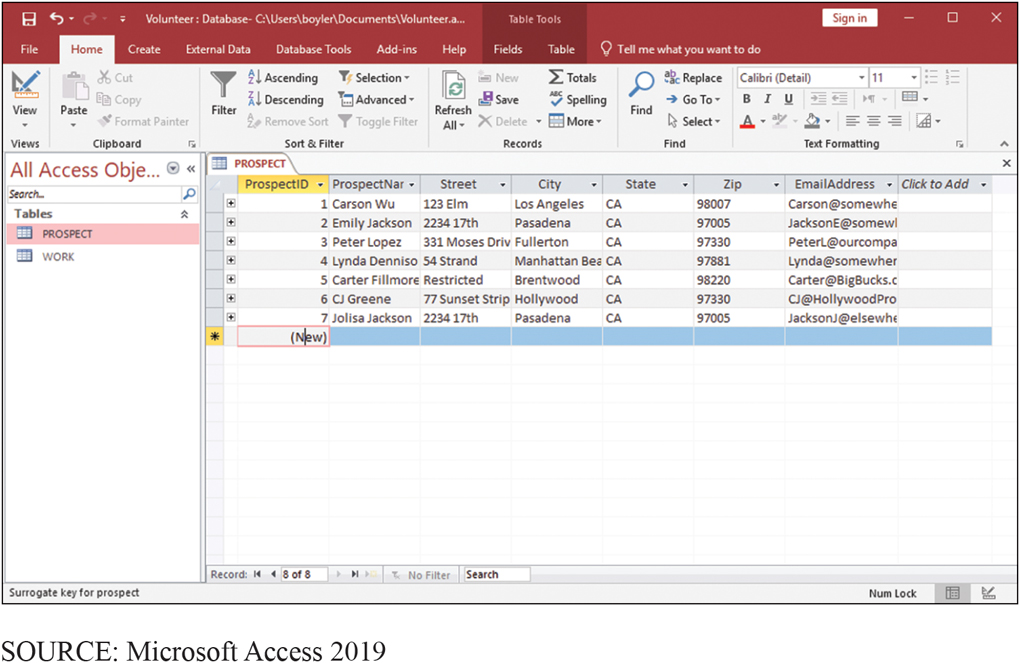 Volunteer : Database- C:\Users\boyler\Documents\Volunteer.a... Table Tools Sign in
File Home Create External Data Database Tools Add-ins Help Fields Table Tell me what you want to do
View
Views
Paste
Cut
Copy
Format Painter
Clipboard
Filter
Ascending
Descending
Remove Sort
Selection
Advanced
Toggle Filter
Sort & Filter
Refresh
All
New
Save
Delete
Totals
Spelling
More
Records
Find
Replace
Go To
Select
Find
Calibri (Detail) 11
B I U
A
Text Formatting
All Access Obje...
Search...
Tables
PROSPECT
WORK
PROSPECT
ProspectID ProspectNar Street City State Zip EmailAddress Click to Add
1 Carson Wu 123 Elm Los Angeles CA 98007 Carson@somewhe
2 Emily Jackson 2234 17th Pasadena CA 97005 JacksonE@somewl
3 Peter Lopez 331 Moses Driv Fullerton CA 97330 PeterL@ourcompa
4 Lynda Denniso 54 Strand Manhattan Bea CA 97881 Lynda@somewher
5 Carter Fillmore Restricted Brentwood CA 98220 Carter@BigBucks.c
6 CJ Greene 77 Sunset Strip Hollywood CA 97330 CJ@HollywoodPro
7 Jolisa Jackson 2234 17th Pasadena CA 97005 JacksonJ@elsewhe
(New)
Record: 8 of 8 No Filter Search
Surrogate key for prospect Num Lock
SOURCE: Microsoft Access 2019